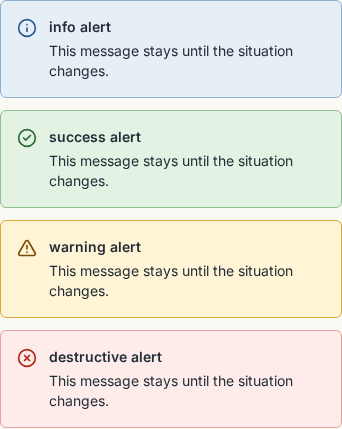 info alert
This message stays until the situation
changes.
success alert
This message stays until the situation
changes.
warning alert
This message stays until the situation
changes.
destructive alert
This message stays until the situation
changes.